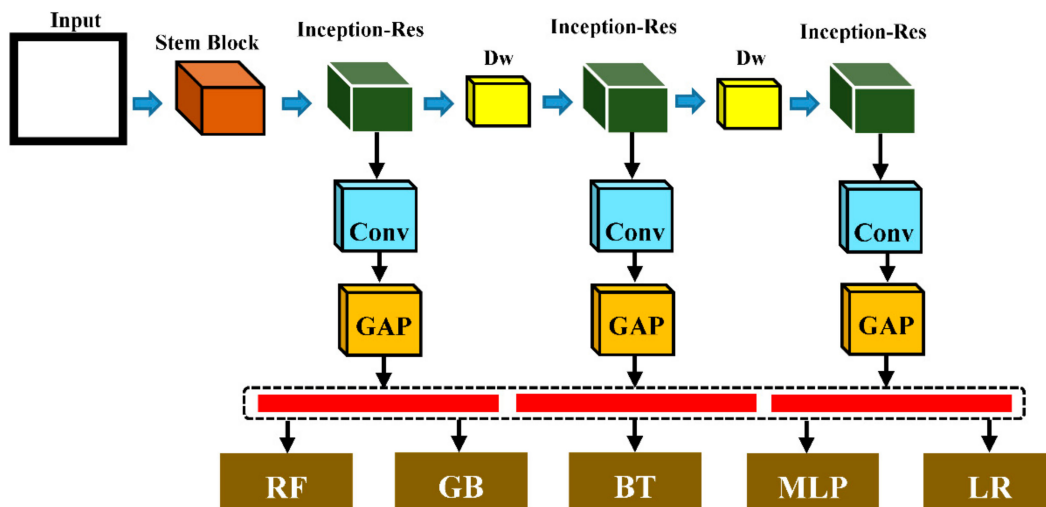 Input
Stem Block
Inception-Res
Dw
Inception-Res
Dw
Inception-Res
Conv
Conv
Conv
GAP
GAP
GAP
RF
GB
BT
MLP
LR